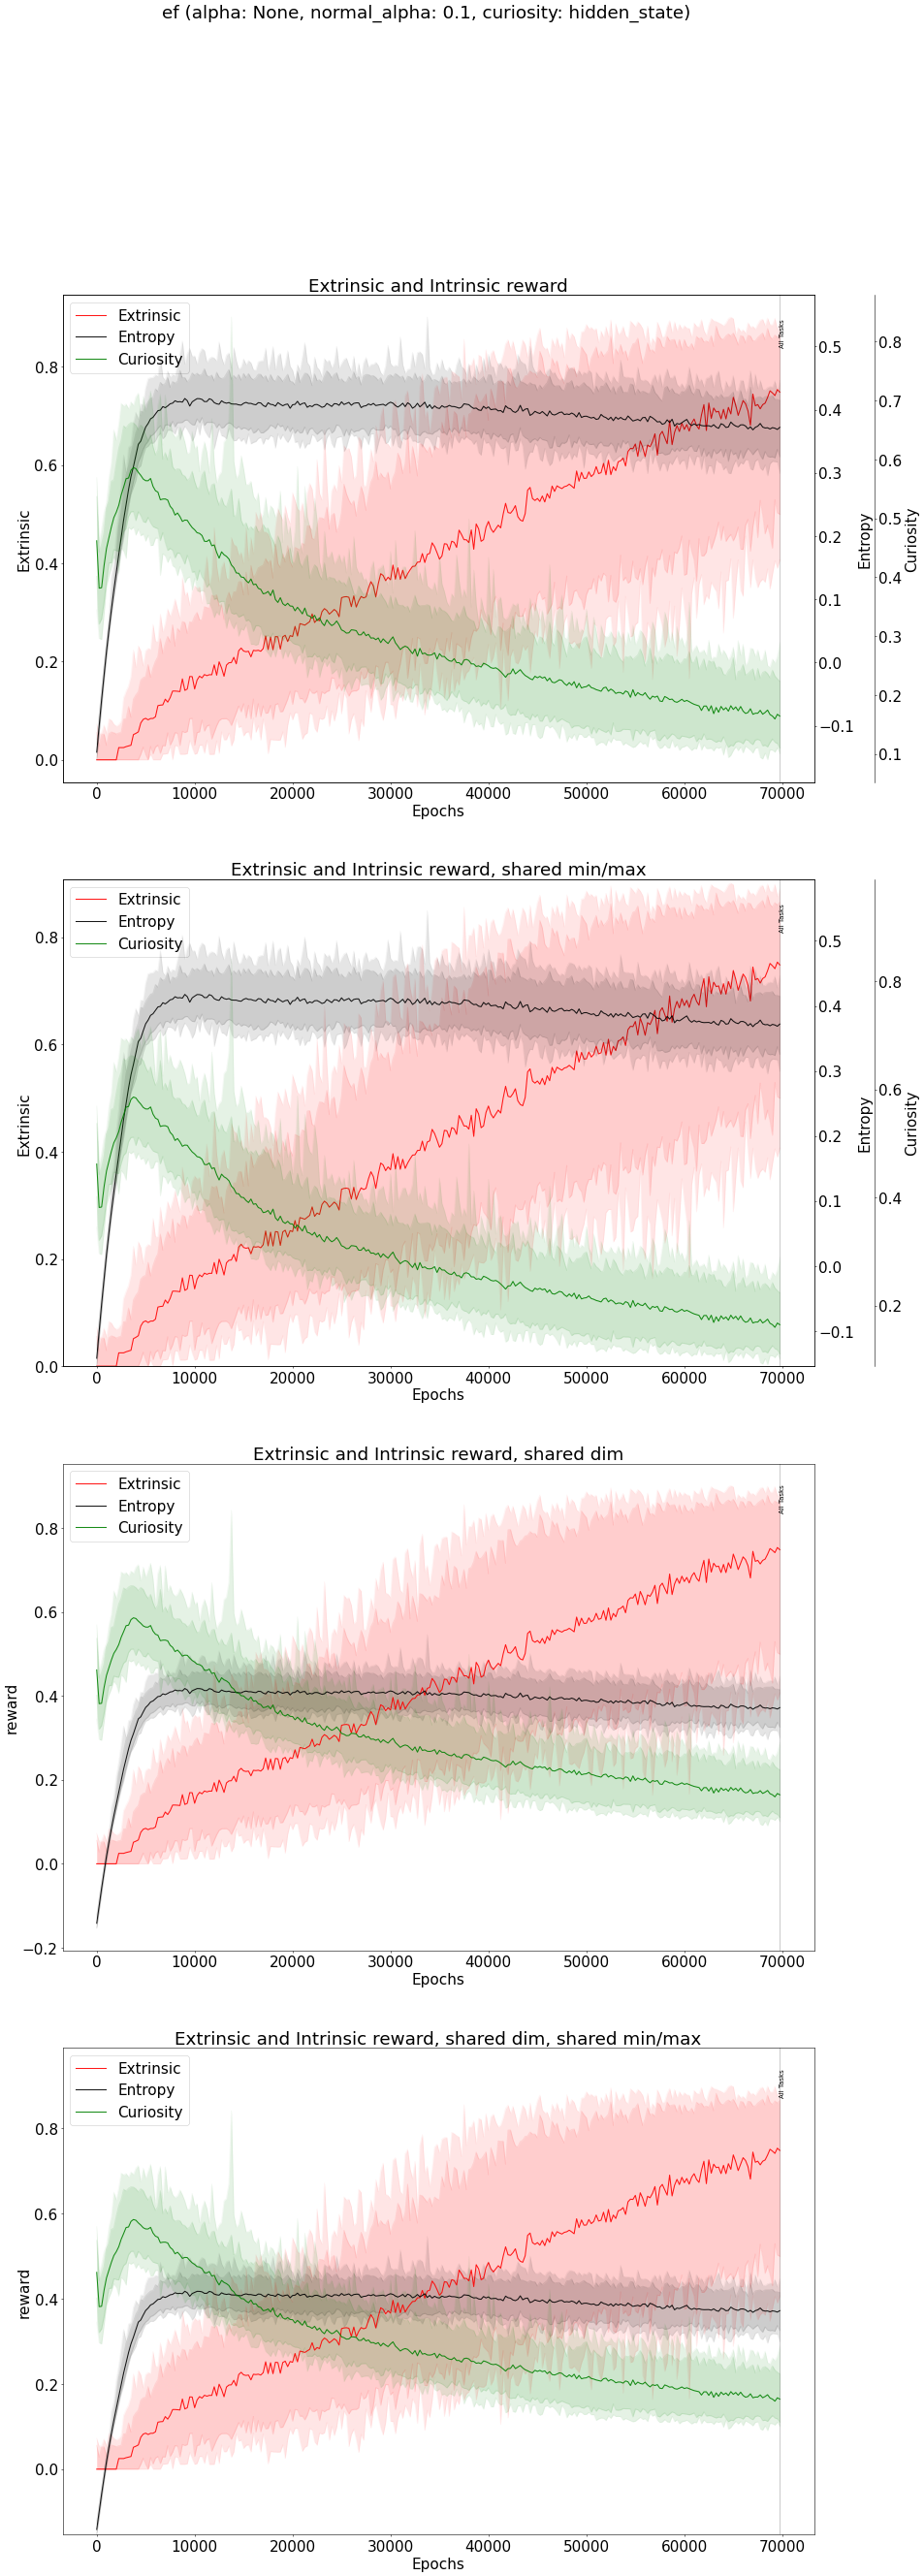 ef (alpha: None, normal_alpha: 0.1, curiosity: hidden_state)
Extrinsic and Intrinsic reward
Extrinsic
Entropy
Curiosity
All Tasks
0.8
0.6
0.4
0.2
0.0
Extrinsic
0.5
0.4
0.3
0.2
0.1
0.0
−0.1
Entropy
0.8
0.7
0.6
0.5
0.4
0.3
0.2
0.1
Curiosity
0 10000 20000 30000 40000 50000 60000 70000
Epochs
Extrinsic and Intrinsic reward, shared min/max
Extrinsic
Entropy
Curiosity
All Tasks
0.8
0.6
0.4
0.2
0.0
Extrinsic
0.5
0.4
0.3
0.2
0.1
0.0
−0.1
Entropy
0.8
0.6
0.4
0.2
Curiosity
0 10000 20000 30000 40000 50000 60000 70000
Epochs
Extrinsic and Intrinsic reward, shared dim
Extrinsic
Entropy
Curiosity
All Tasks
0.8
0.6
0.4
0.2
0.0
−0.2
reward
0 10000 20000 30000 40000 50000 60000 70000
Epochs
Extrinsic and Intrinsic reward, shared dim, shared min/max
Extrinsic
Entropy
Curiosity
All Tasks
0.8
0.6
0.4
0.2
0.0
reward
0 10000 20000 30000 40000 50000 60000 70000
Epochs